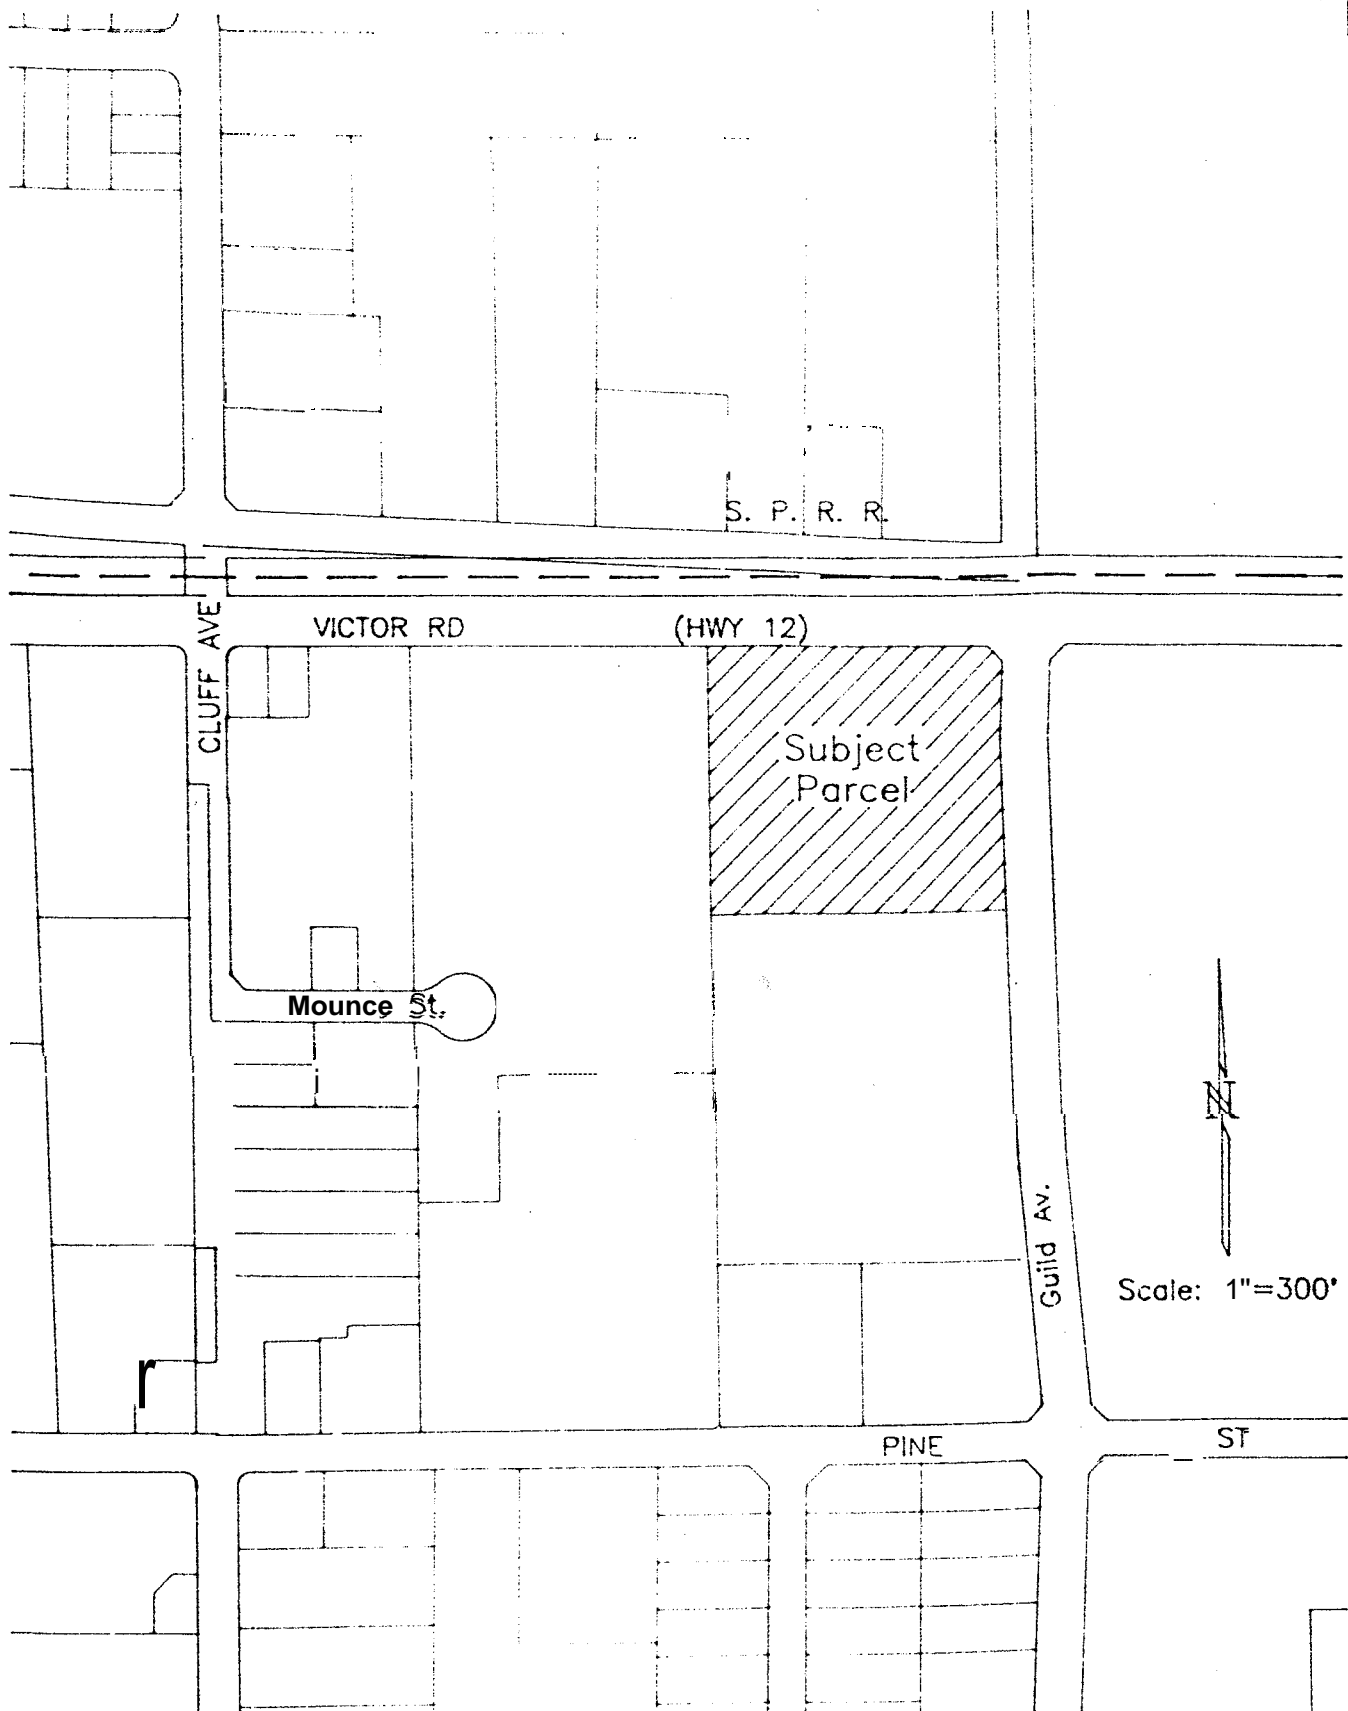 S. P. R. R.
VICTOR RD (HWY 12)
CLUFF AVE
Subject
Parcel
Mounce St.
N
Guild Av.
Scale: 1"=300'
PINE ST